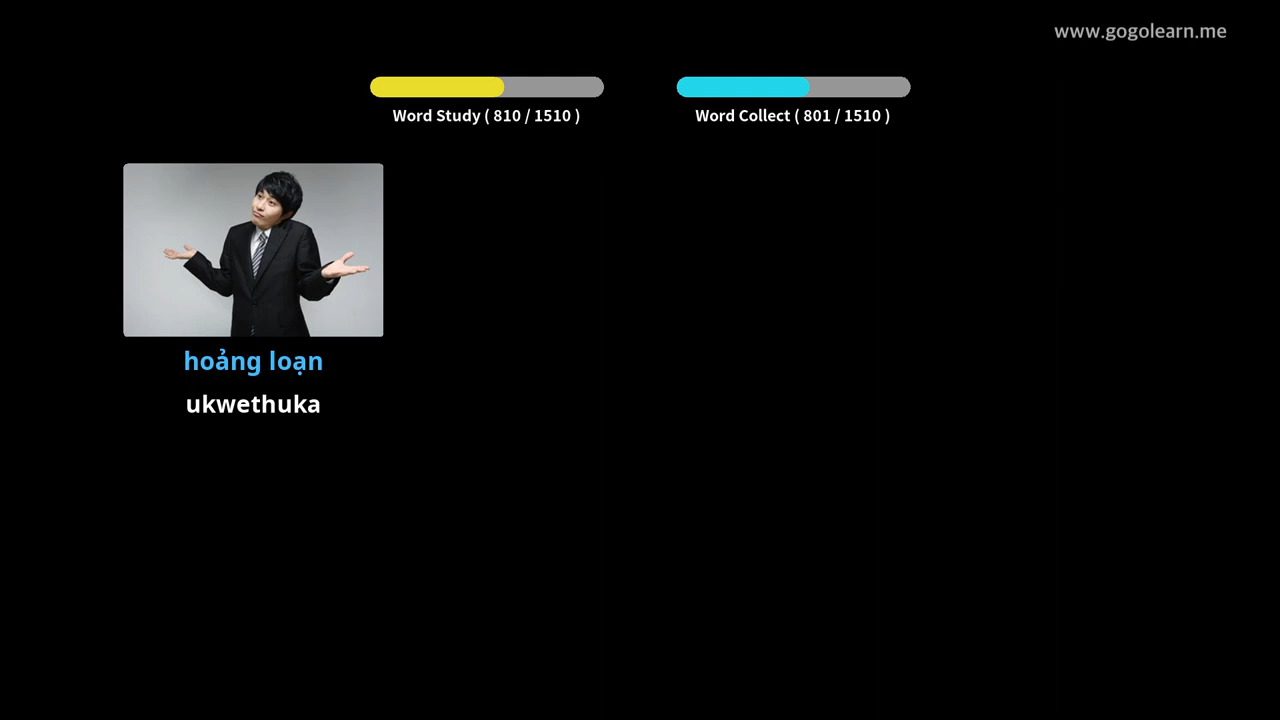 www.gogolearn.me
Word Study ( 810 / 1510 )
Word Collect ( 801 / 1510 )
hoảng loạn
ukwethuka